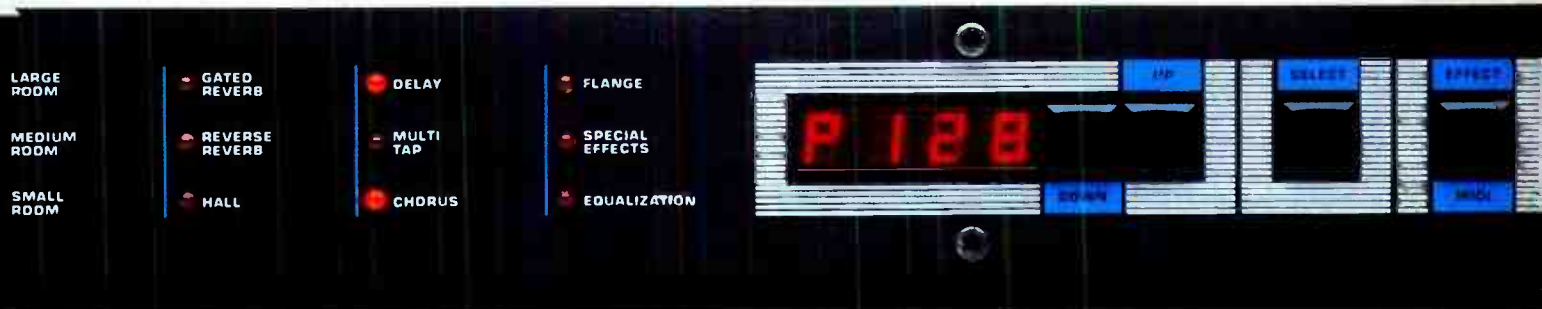 LARGE
ROOM
MEDIUM
ROOM
SMALL
ROOM
GATED
REVERB
REVERSE
REVERB
HALL
DELAY
MULTI
TAP
CHORUS
FLANGE
SPECIAL
EFFECTS
EQUALIZATION
P 128
UP
DOWN
SELECT
EFFECT
MIDI